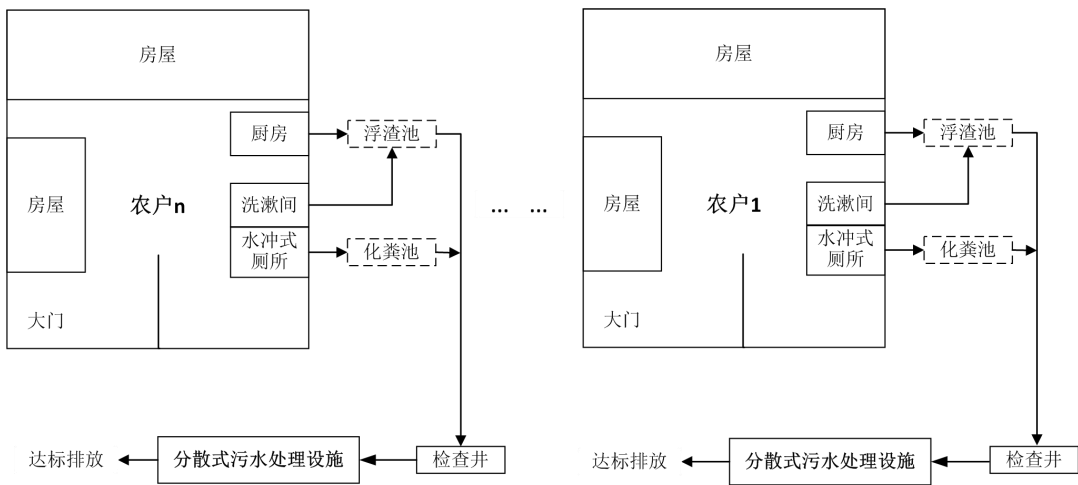 房屋
厨房
浮渣池
房屋
农户n
洗漱间
水冲式
厕所
化粪池
大门
达标排放
分散式污水处理设施
检查井
... ...
房屋
厨房
浮渣池
房屋
农户1
洗漱间
水冲式
厕所
化粪池
大门
达标排放
分散式污水处理设施
检查井